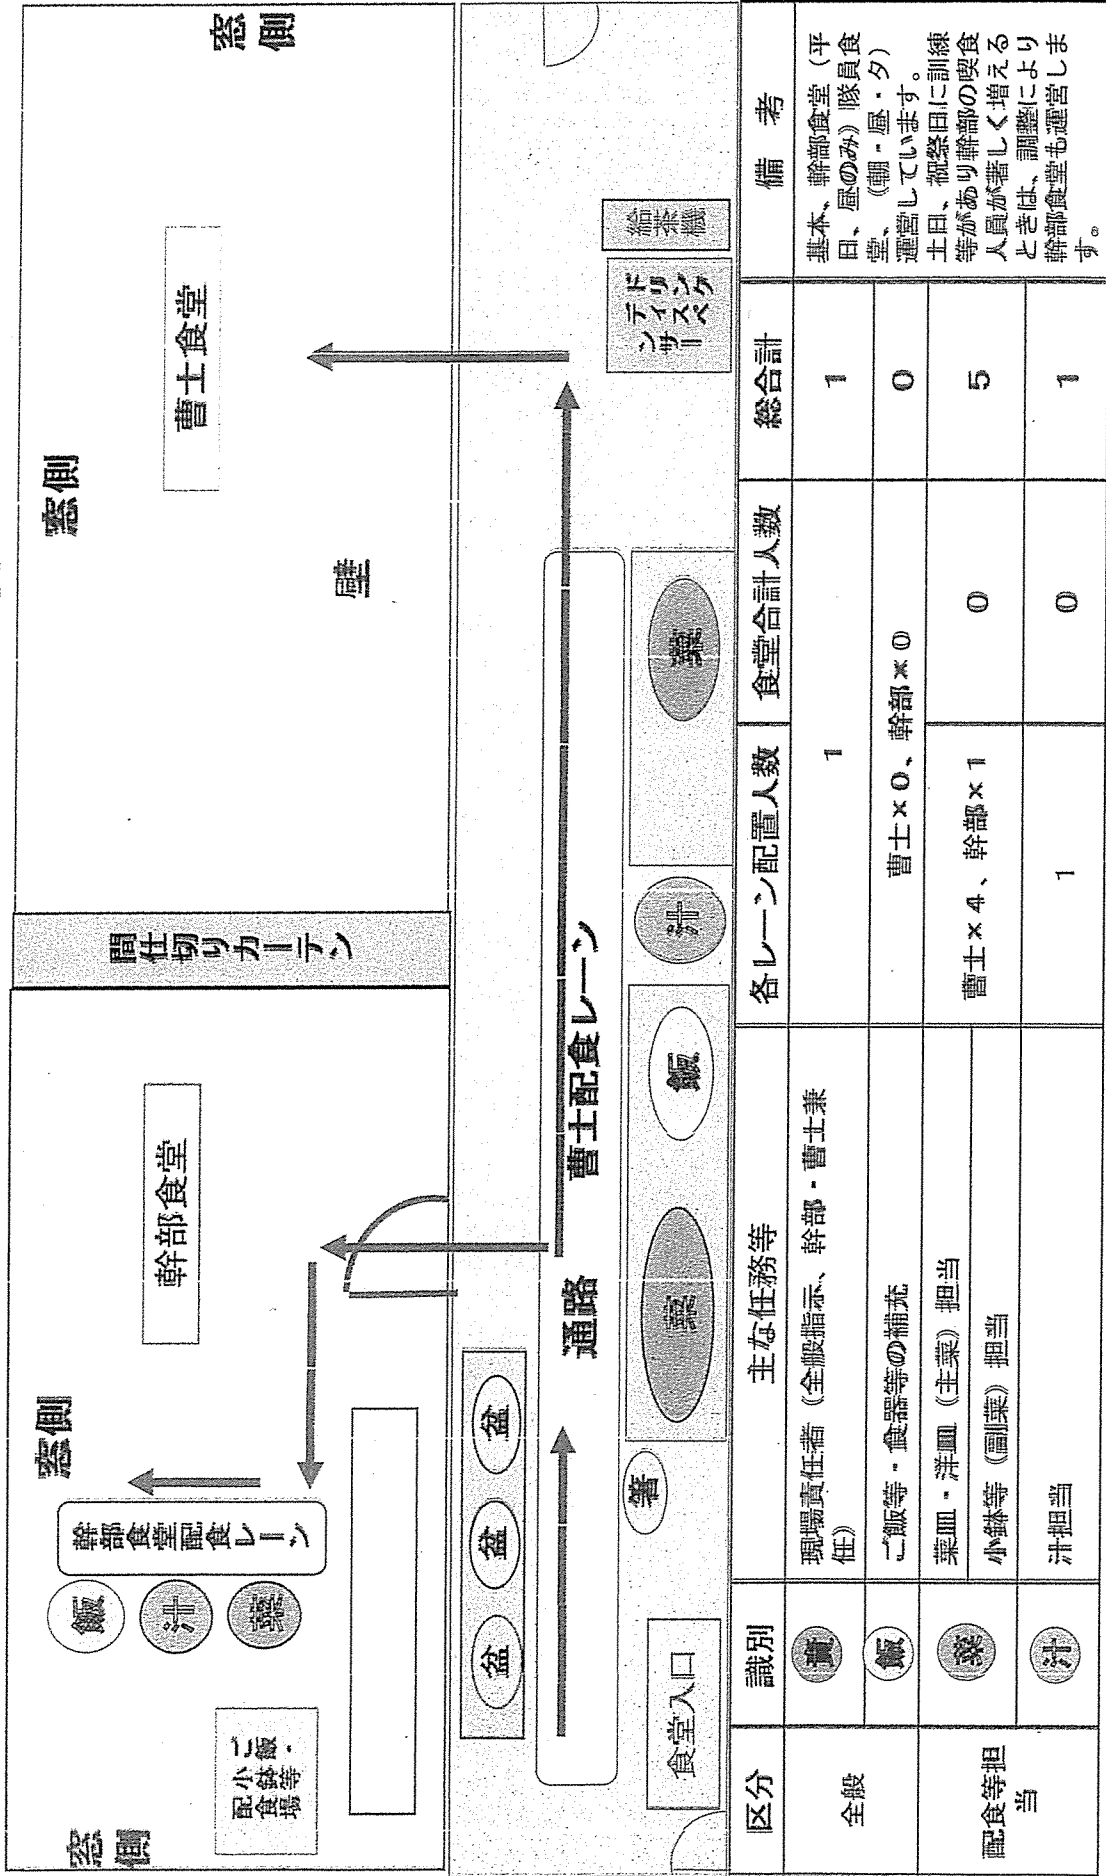 窓側
窓側
窓側
窓側
幹部食堂
曹士食堂
間仕切りカーテン
壁
幹部食堂配食レーン
飯
汁
菜
ご飯・
小鉢等
配食場
盆
盆
盆
通路
曹士配食レーン
食堂入口
箸
菜
飯
汁
菜
ドリンク
ディスペ
ンサー
給茶機
区分
識別
主な任務等
各レーン配置人数
食堂合計人数
総合計
備 考
全般
責
現場責任者（全般指示、幹部・曹士兼
任）
1
1
飯
ご飯等・食器等の補充
曹士×0、幹部×0
0
配食等担
当
菜
菜皿・洋皿（主菜）担当
小鉢等（副菜）担当
曹士×4、幹部×1
0
5
汁
汁担当
1
0
1
基本、幹部食堂（平
日、昼のみ）隊員食
堂、（朝・昼・夕）
運営しています。
土日、祝祭日に訓練
等があり幹部の喫食
人員が著しく増える
ときは、調整により
幹部食堂も運営しま
す。